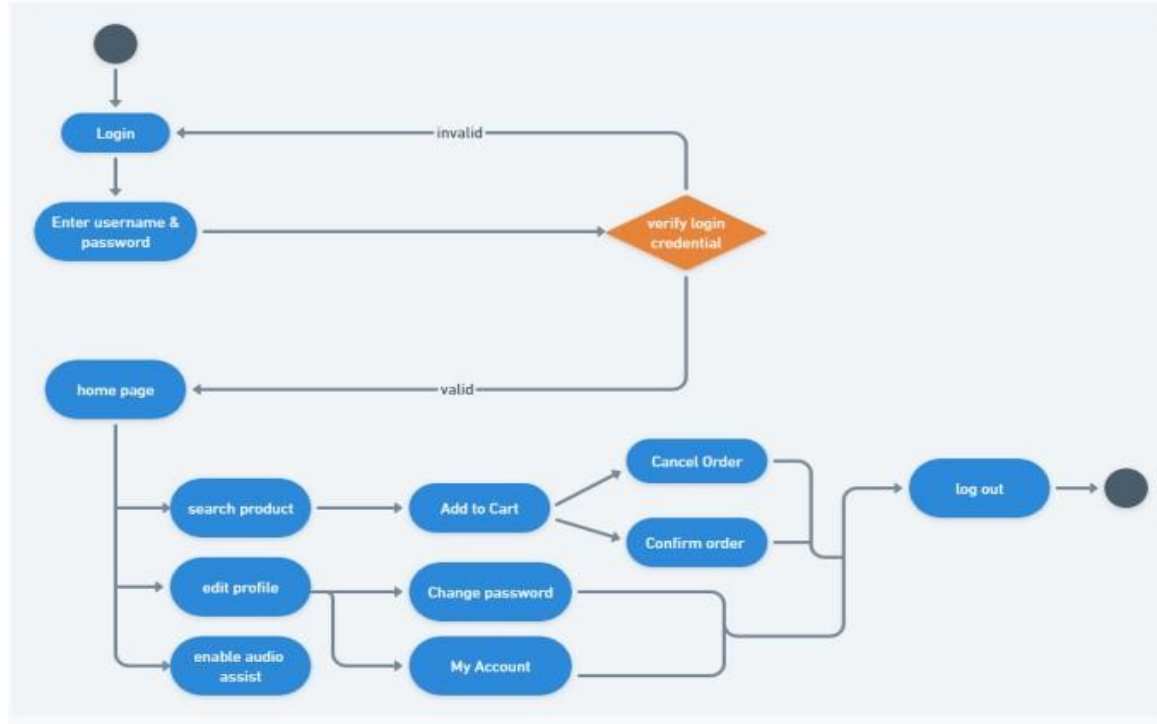 Login
invalid
Enter username &
password
verify login
credential
home page
valid
search product
Add to Cart
Cancel Order
Confirm order
log out
edit profile
Change password
enable audio
assist
My Account